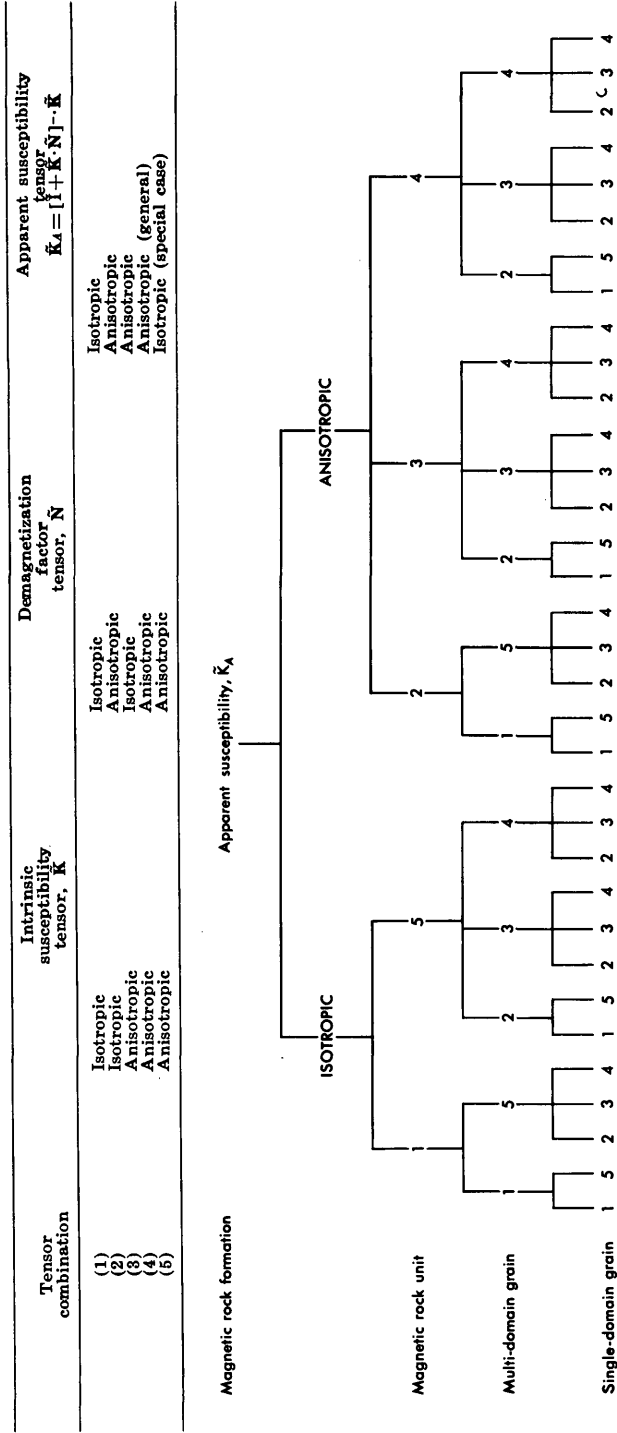 Tensor combination Intrinsic susceptibility tensor, K̃ Demagnetization factor tensor, Ñ Apparent susceptibility tensor K̃_A = [Ĩ + K̃·Ñ]⁻·K̃
(1) Isotropic Isotropic Isotropic
(2) Isotropic Anisotropic Anisotropic
(3) Anisotropic Isotropic Anisotropic
(4) Anisotropic Anisotropic Anisotropic (general)
(5) Anisotropic Anisotropic Isotropic (special case)
Apparent susceptibility, K̃_A
Magnetic rock formation
ISOTROPIC ANISOTROPIC
Magnetic rock unit 1 5 2 3 4
Multi-domain grain 1 5 2 3 4 1 5 2 3 4 2 3 4
Single-domain grain 1 5 2 3 4 1 5 2 3 4 2 3 4 1 5 2 3 4 1 5 2 3 4 2 3 4 1 5 2 3 4 2 3 4